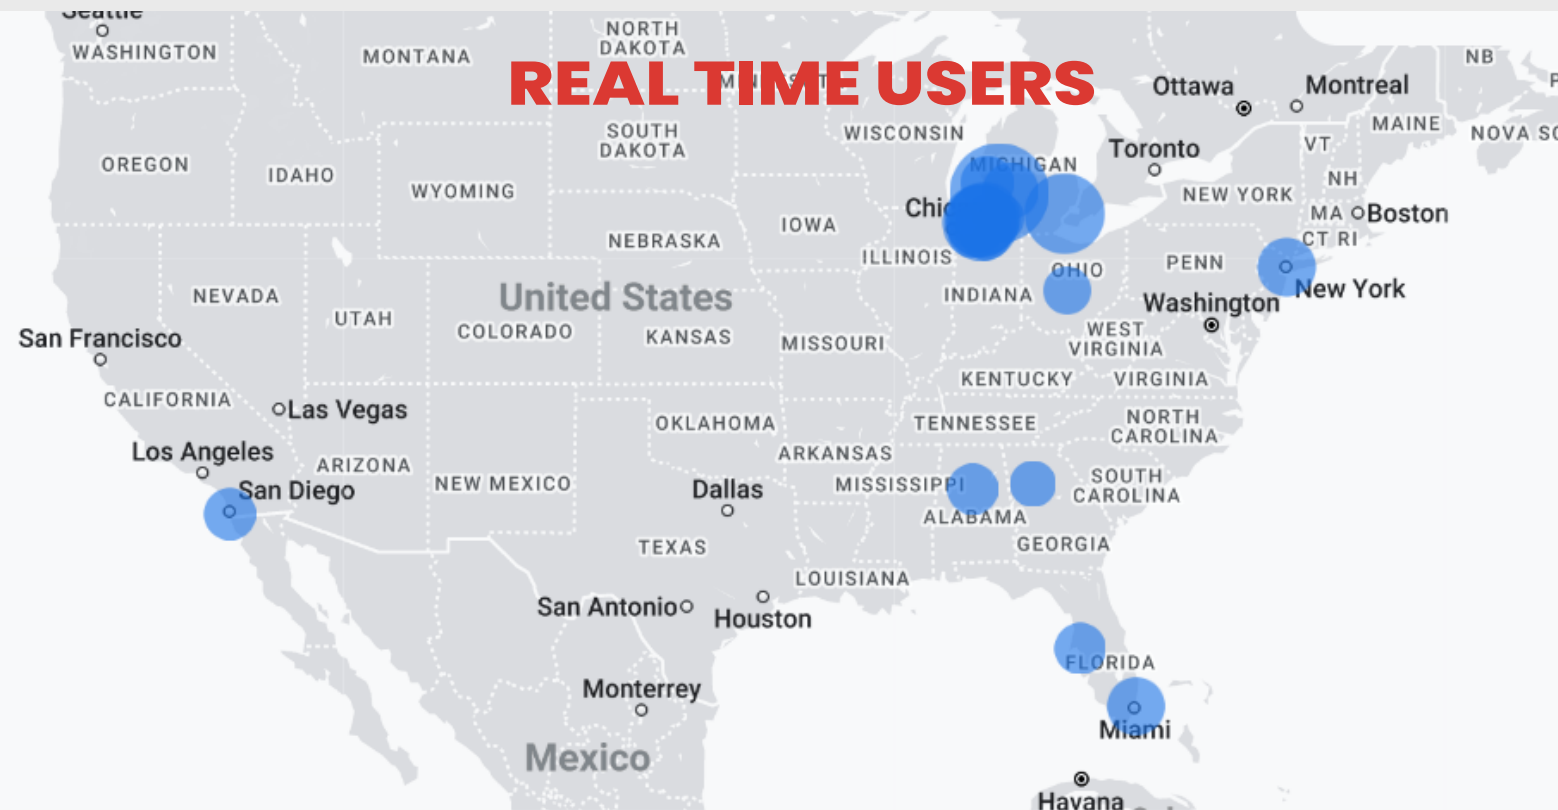 Seattle
WASHINGTON
MONTANA
NORTH
DAKOTA
REAL TIME USERS
Ottawa
Montreal
NB
MAINE
NOVA SC
WISCONSIN
SOUTH
DAKOTA
VT
Toronto
MICHIGAN
OREGON
IDAHO
WYOMING
NH
NEW YORK
Chic
IOWA
MA
Boston
NEBRASKA
CT RI
ILLINOIS
OHIO
PENN
NEVADA
United States
INDIANA
New York
Washington
UTAH
COLORADO
KANSAS
MISSOURI
WEST
VIRGINIA
San Francisco
KENTUCKY
VIRGINIA
CALIFORNIA
Las Vegas
OKLAHOMA
TENNESSEE
NORTH
CAROLINA
Los Angeles
ARIZONA
ARKANSAS
San Diego
NEW MEXICO
Dallas
MISSISSIPPI
SOUTH
CAROLINA
ALABAMA
TEXAS
GEORGIA
LOUISIANA
San Antonio
Houston
FLORIDA
Monterrey
Miami
Mexico
Havana